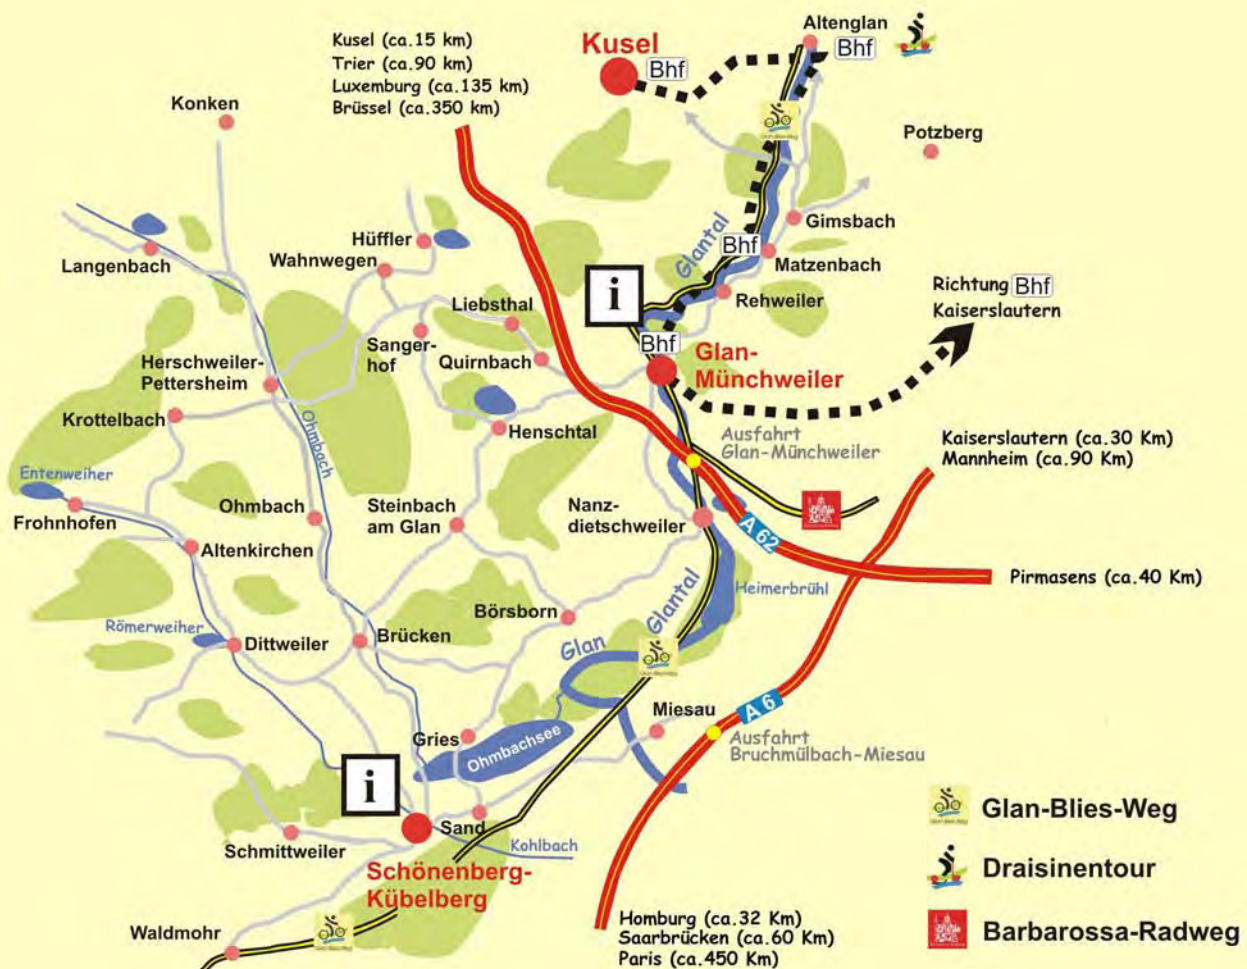 Altenglan
Bhf
Kusel (ca.15 km)
Trier (ca.90 km)
Luxemburg (ca.135 km)
Brüssel (ca.350 km)
Kusel
Bhf
Konken
Potzberg
Gimsbach
Glantal
Hüffler
Wahnwegen
Langenbach
Bhf
Matzenbach
Rehweiler
i
Richtung Bhf
Kaiserslautern
Liebsthal
Sanger-
hof
Quirnbach
Bhf
Glan-
Münchweiler
Herschweiler-
Pettersheim
Krottelbach
Ohmbach
Henschtal
Ausfahrt
Glan-Münchweiler
Kaiserslautern (ca.30 Km)
Mannheim (ca.90 Km)
Entenweiher
Frohnhofen
Ohmbach
Steinbach
am Glan
Nanz-
dietschweiler
A 62
Altenkirchen
Pirmasens (ca.40 Km)
Heimerbrühl
Glantal
Börsborn
Römerweiher
Dittweiler
Brücken
Glan
Miesau
A 6
Gries
Ohmbachsee
Ausfahrt
Bruchmülbach-Miesau
i
Sand
Kohlbach
Schmittweiler
Schönenberg-
Kübelberg
Waldmohr
Homburg (ca.32 Km)
Saarbrücken (ca.60 Km)
Paris (ca.450 Km)
Glan-Blies-Weg
Draisinentour
Barbarossa-Radweg